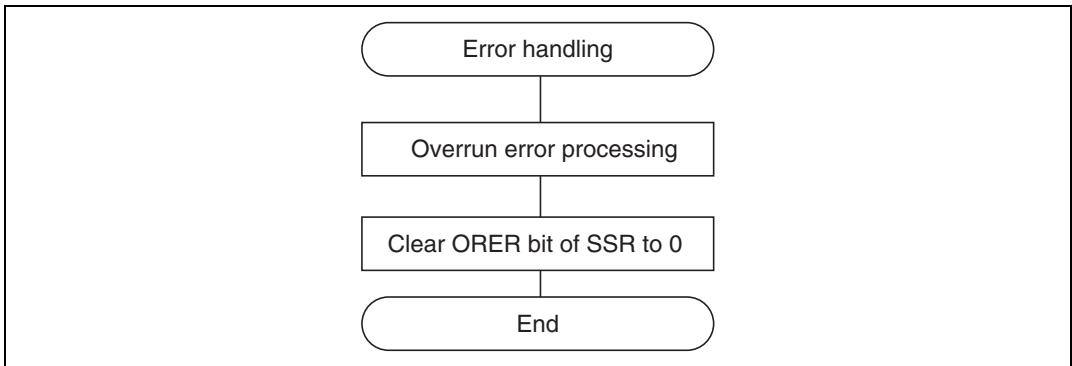 Error handling
Overrun error processing
Clear ORER bit of SSR to 0
End